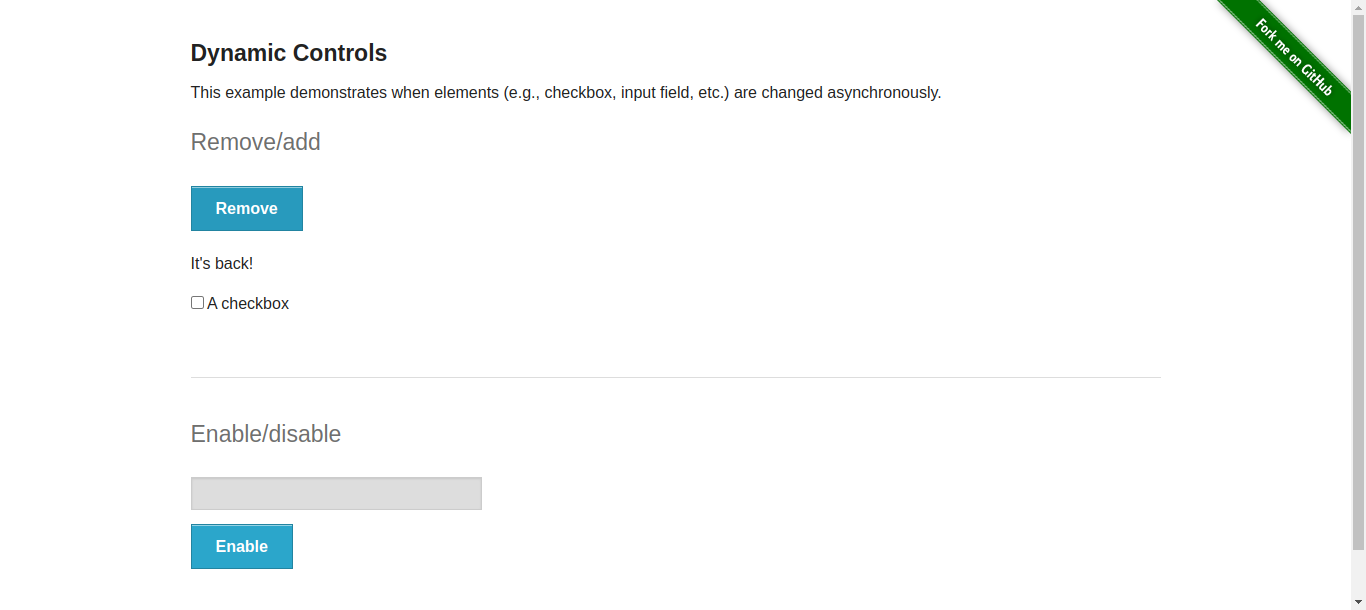 Fork me on GitHub
Dynamic Controls
This example demonstrates when elements (e.g., checkbox, input field, etc.) are changed asynchronously.
Remove/add
Remove
It's back!
A checkbox
Enable/disable
Enable